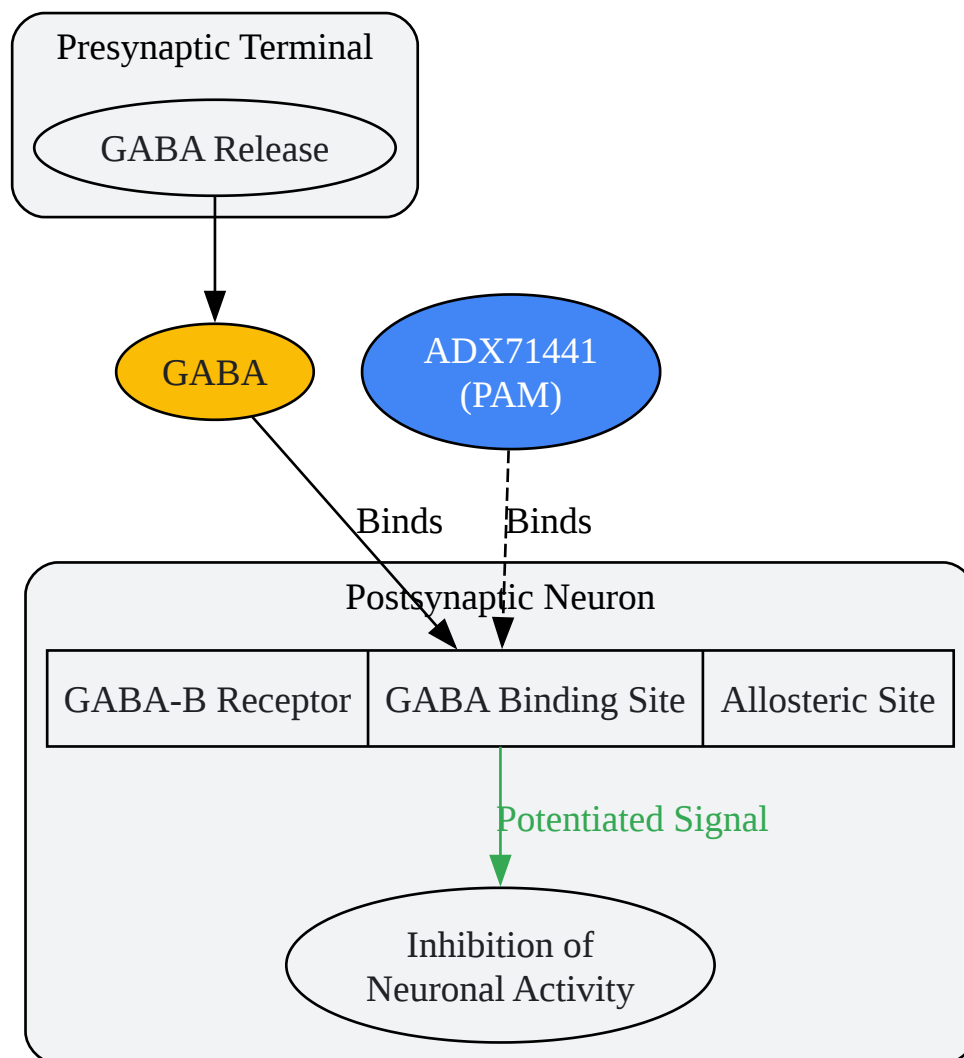 Presynaptic Terminal
GABA Release
GABA
ADX71441
(PAM)
Binds
Binds
Postsynaptic Neuron
GABA-B Receptor
GABA Binding Site
Allosteric Site
Potentiated Signal
Inhibition of
Neuronal Activity